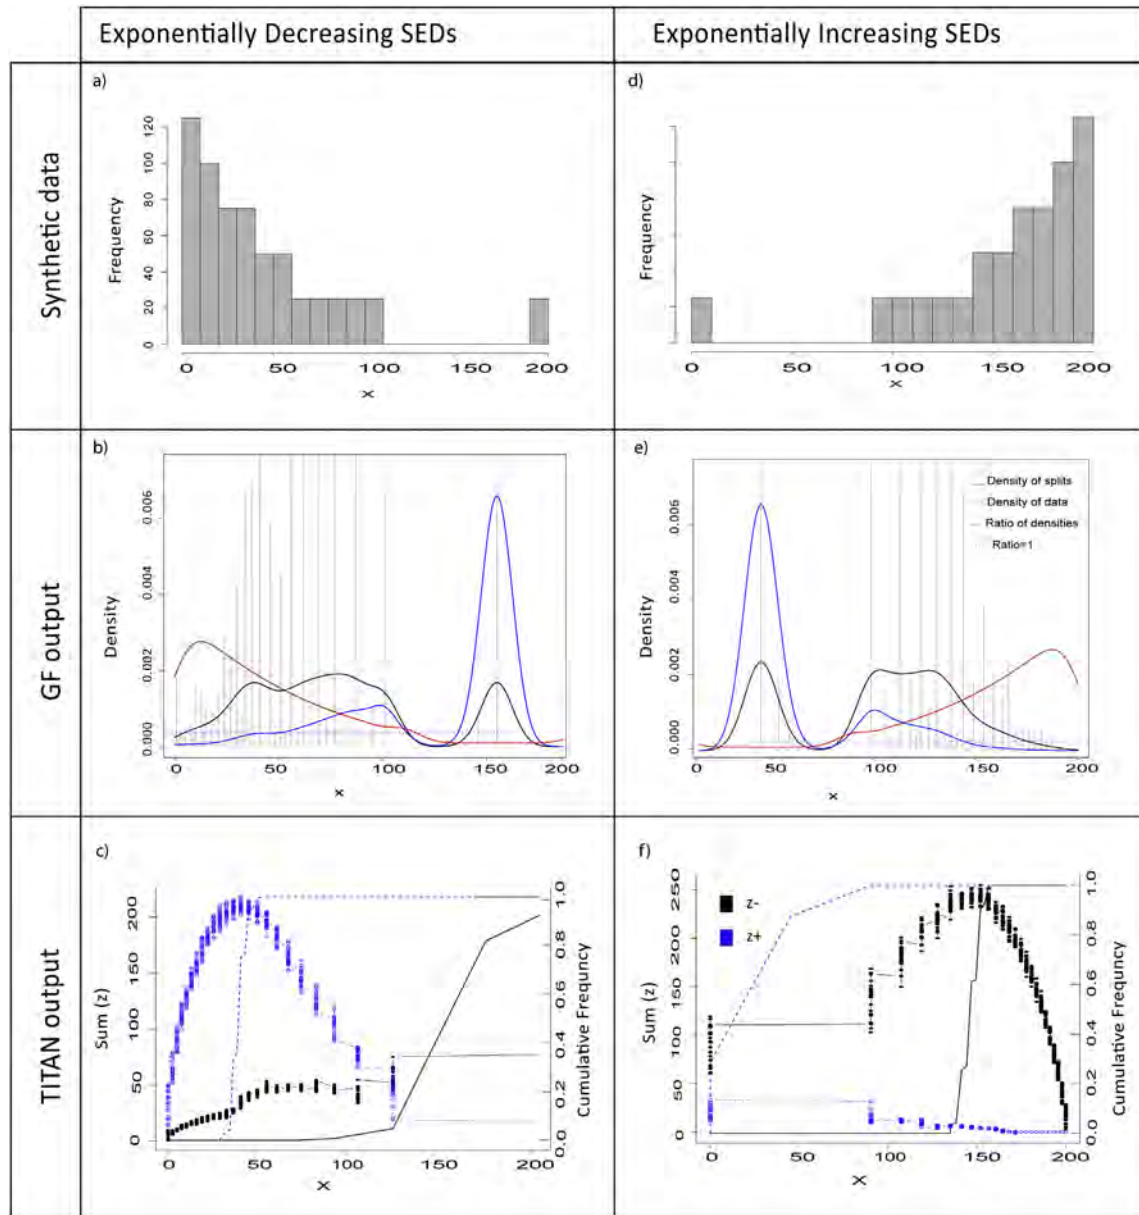 Exponentially Decreasing SEDs
Exponentially Increasing SEDs
Synthetic data
a)
Frequency
0 20 40 60 80 100 120
0 50 100 150 200
x
d)
Frequency
0 50 100 150 200
x
GF output
b)
Density
0.000 0.002 0.004 0.006
0 50 100 150 200
x
e)
Density of splits
Density of data
Ratio of densities
Ratio=1
Density
0.000 0.002 0.004 0.006
0 50 100 150 200
x
TITAN output
c)
Sum (z)
0 50 100 150 200
0.0 0.2 0.4 0.6 0.8 1.0
Cumulative Frequncy
0 50 100 150 200
X
f)
z-
z+
Sum (z)
0 50 100 150 200 250
0.0 0.2 0.4 0.6 0.8 1.0
Cumulative Frequncy
0 50 100 150 200
X